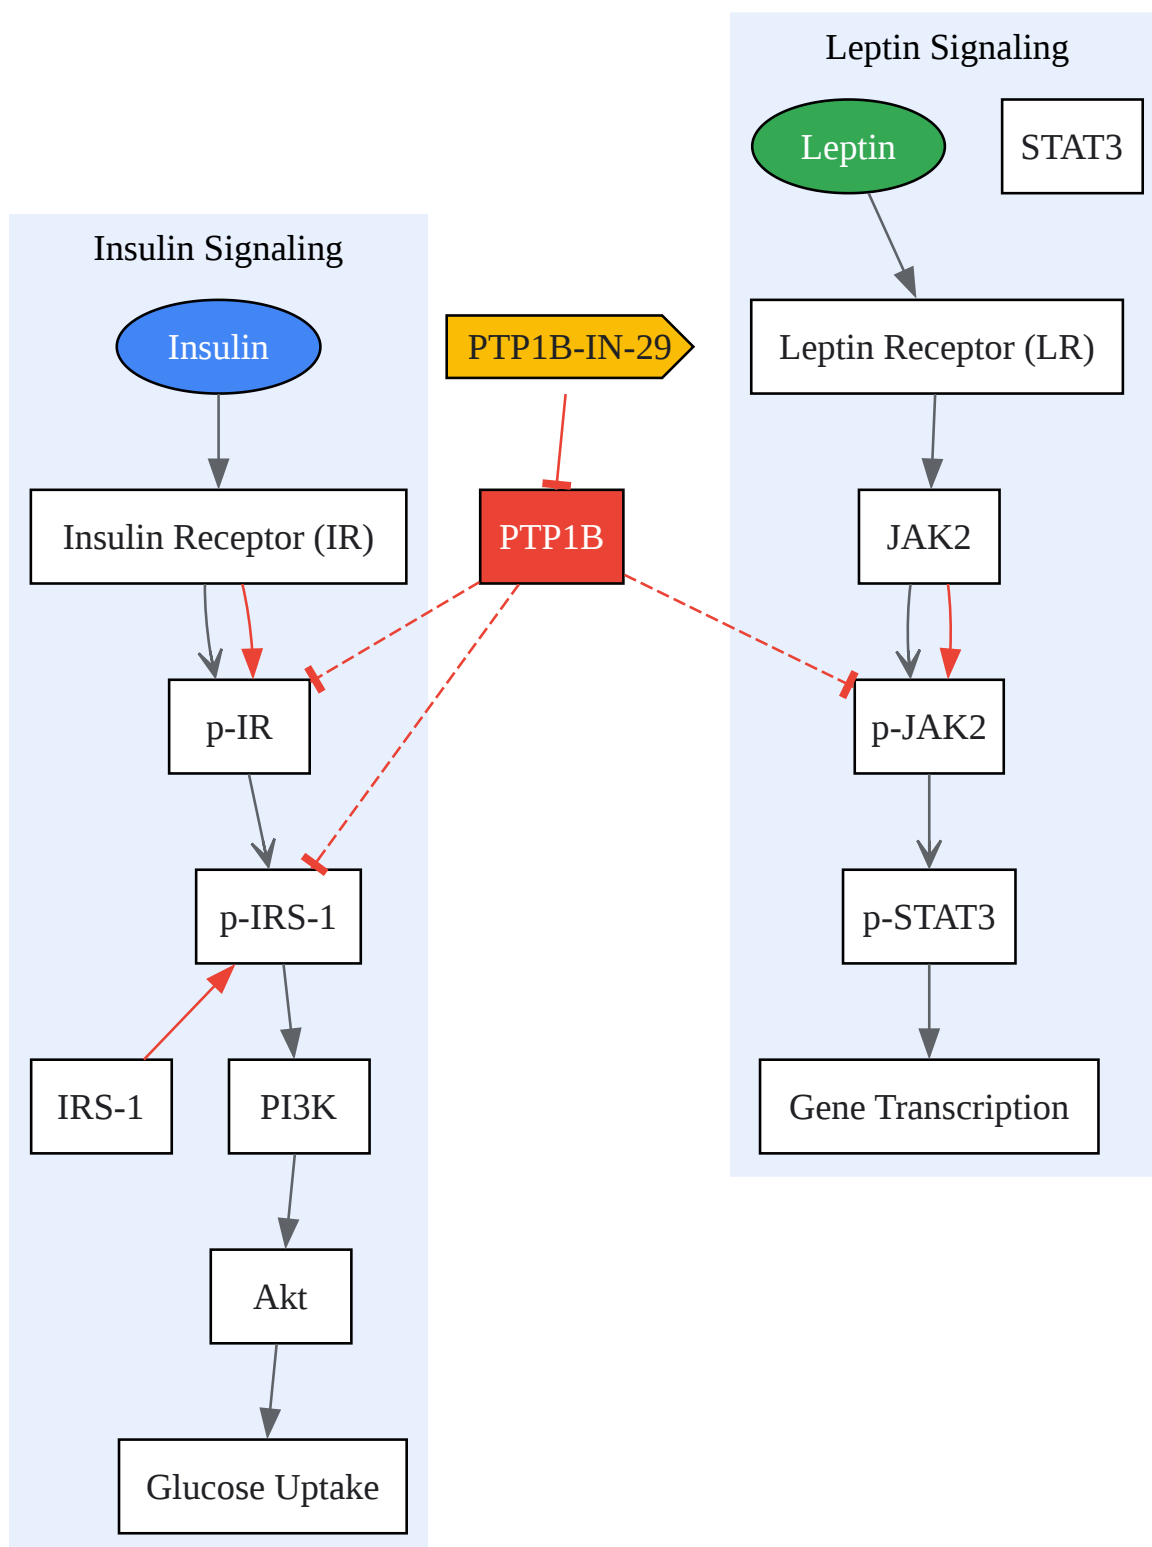 Leptin Signaling
Leptin
STAT3
Insulin Signaling
Insulin
PTP1B-IN-29
Leptin Receptor (LR)
Insulin Receptor (IR)
PTP1B
JAK2
p-IR
p-JAK2
p-IRS-1
p-STAT3
IRS-1
PI3K
Gene Transcription
Akt
Glucose Uptake